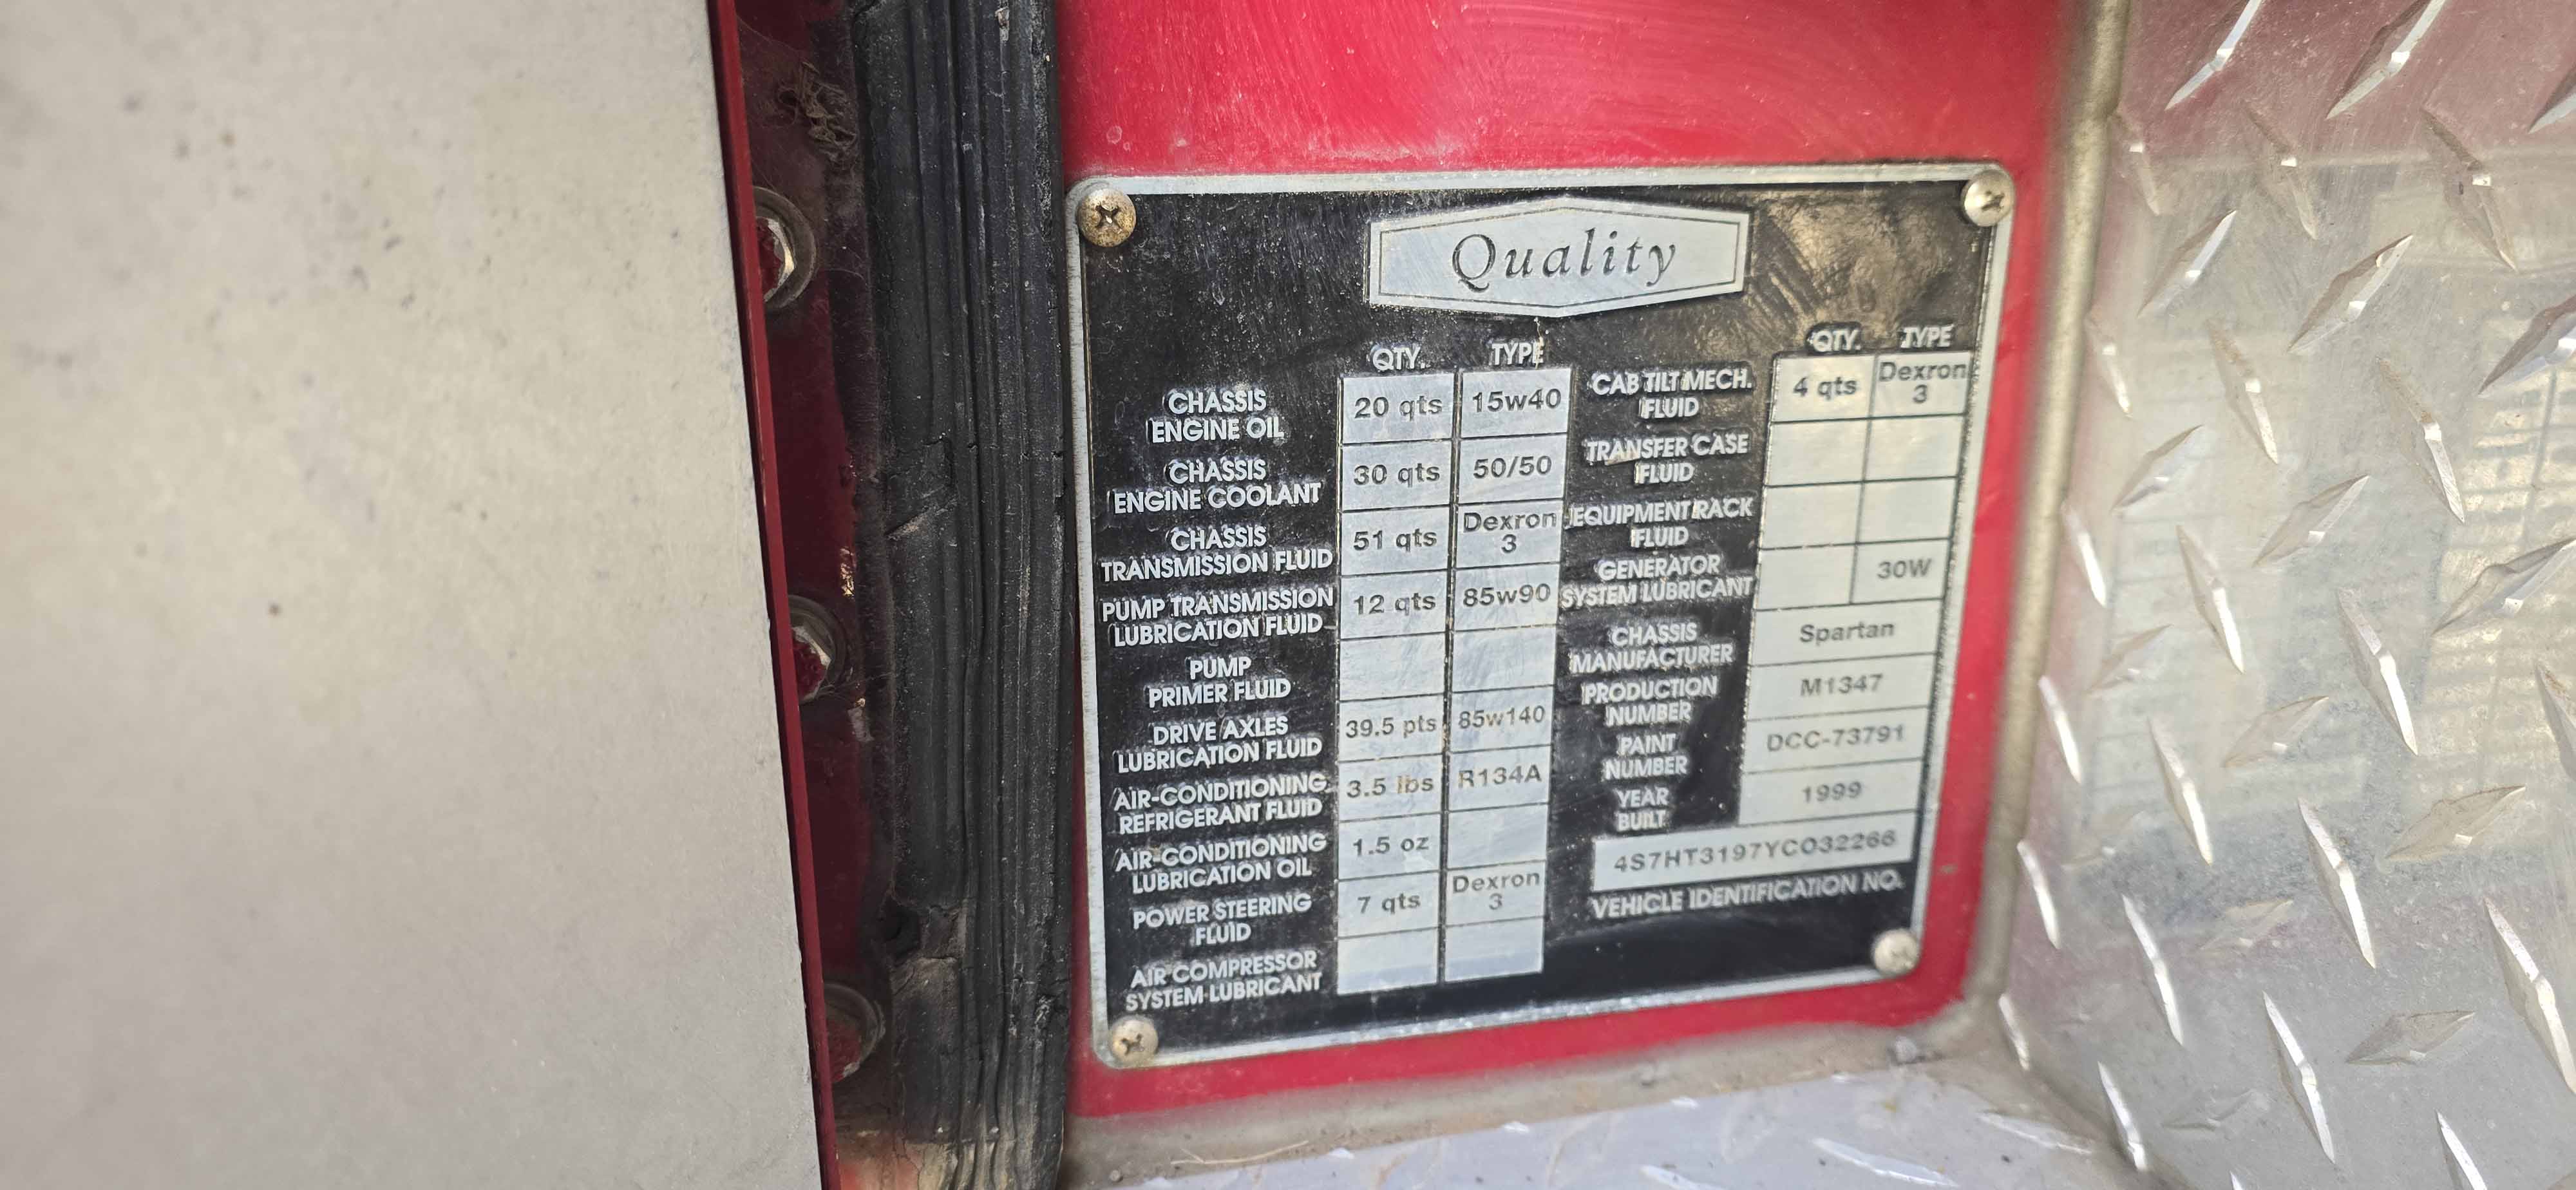 Quality
QTY. TYPE
CHASSIS
ENGINE OIL
20 qts 15w40
CHASSIS
ENGINE COOLANT
30 qts 50/50
CHASSIS
TRANSMISSION FLUID
51 qts Dexron
3
PUMP TRANSMISSION
LUBRICATION FLUID
12 qts 85w90
PUMP
PRIMER FLUID
DRIVE AXLES
LUBRICATION FLUID
39.5 pts 85w140
AIR-CONDITIONING
REFRIGERANT FLUID
3.5 lbs R134A
AIR-CONDITIONING
LUBRICATION OIL
1.5 oz
POWER STEERING
FLUID
7 qts Dexron
3
AIR COMPRESSOR
SYSTEM LUBRICANT
QTY. TYPE
CAB TILT MECH.
FLUID
4 qts Dexron
3
TRANSFER CASE
FLUID
EQUIPMENT RACK
FLUID
GENERATOR
SYSTEM LUBRICANT
30W
CHASSIS
MANUFACTURER
Spartan
PRODUCTION
NUMBER
M1347
PAINT
NUMBER
DCC-73791
YEAR
BUILT
1999
4S7HT3197YCO32266
VEHICLE IDENTIFICATION NO.